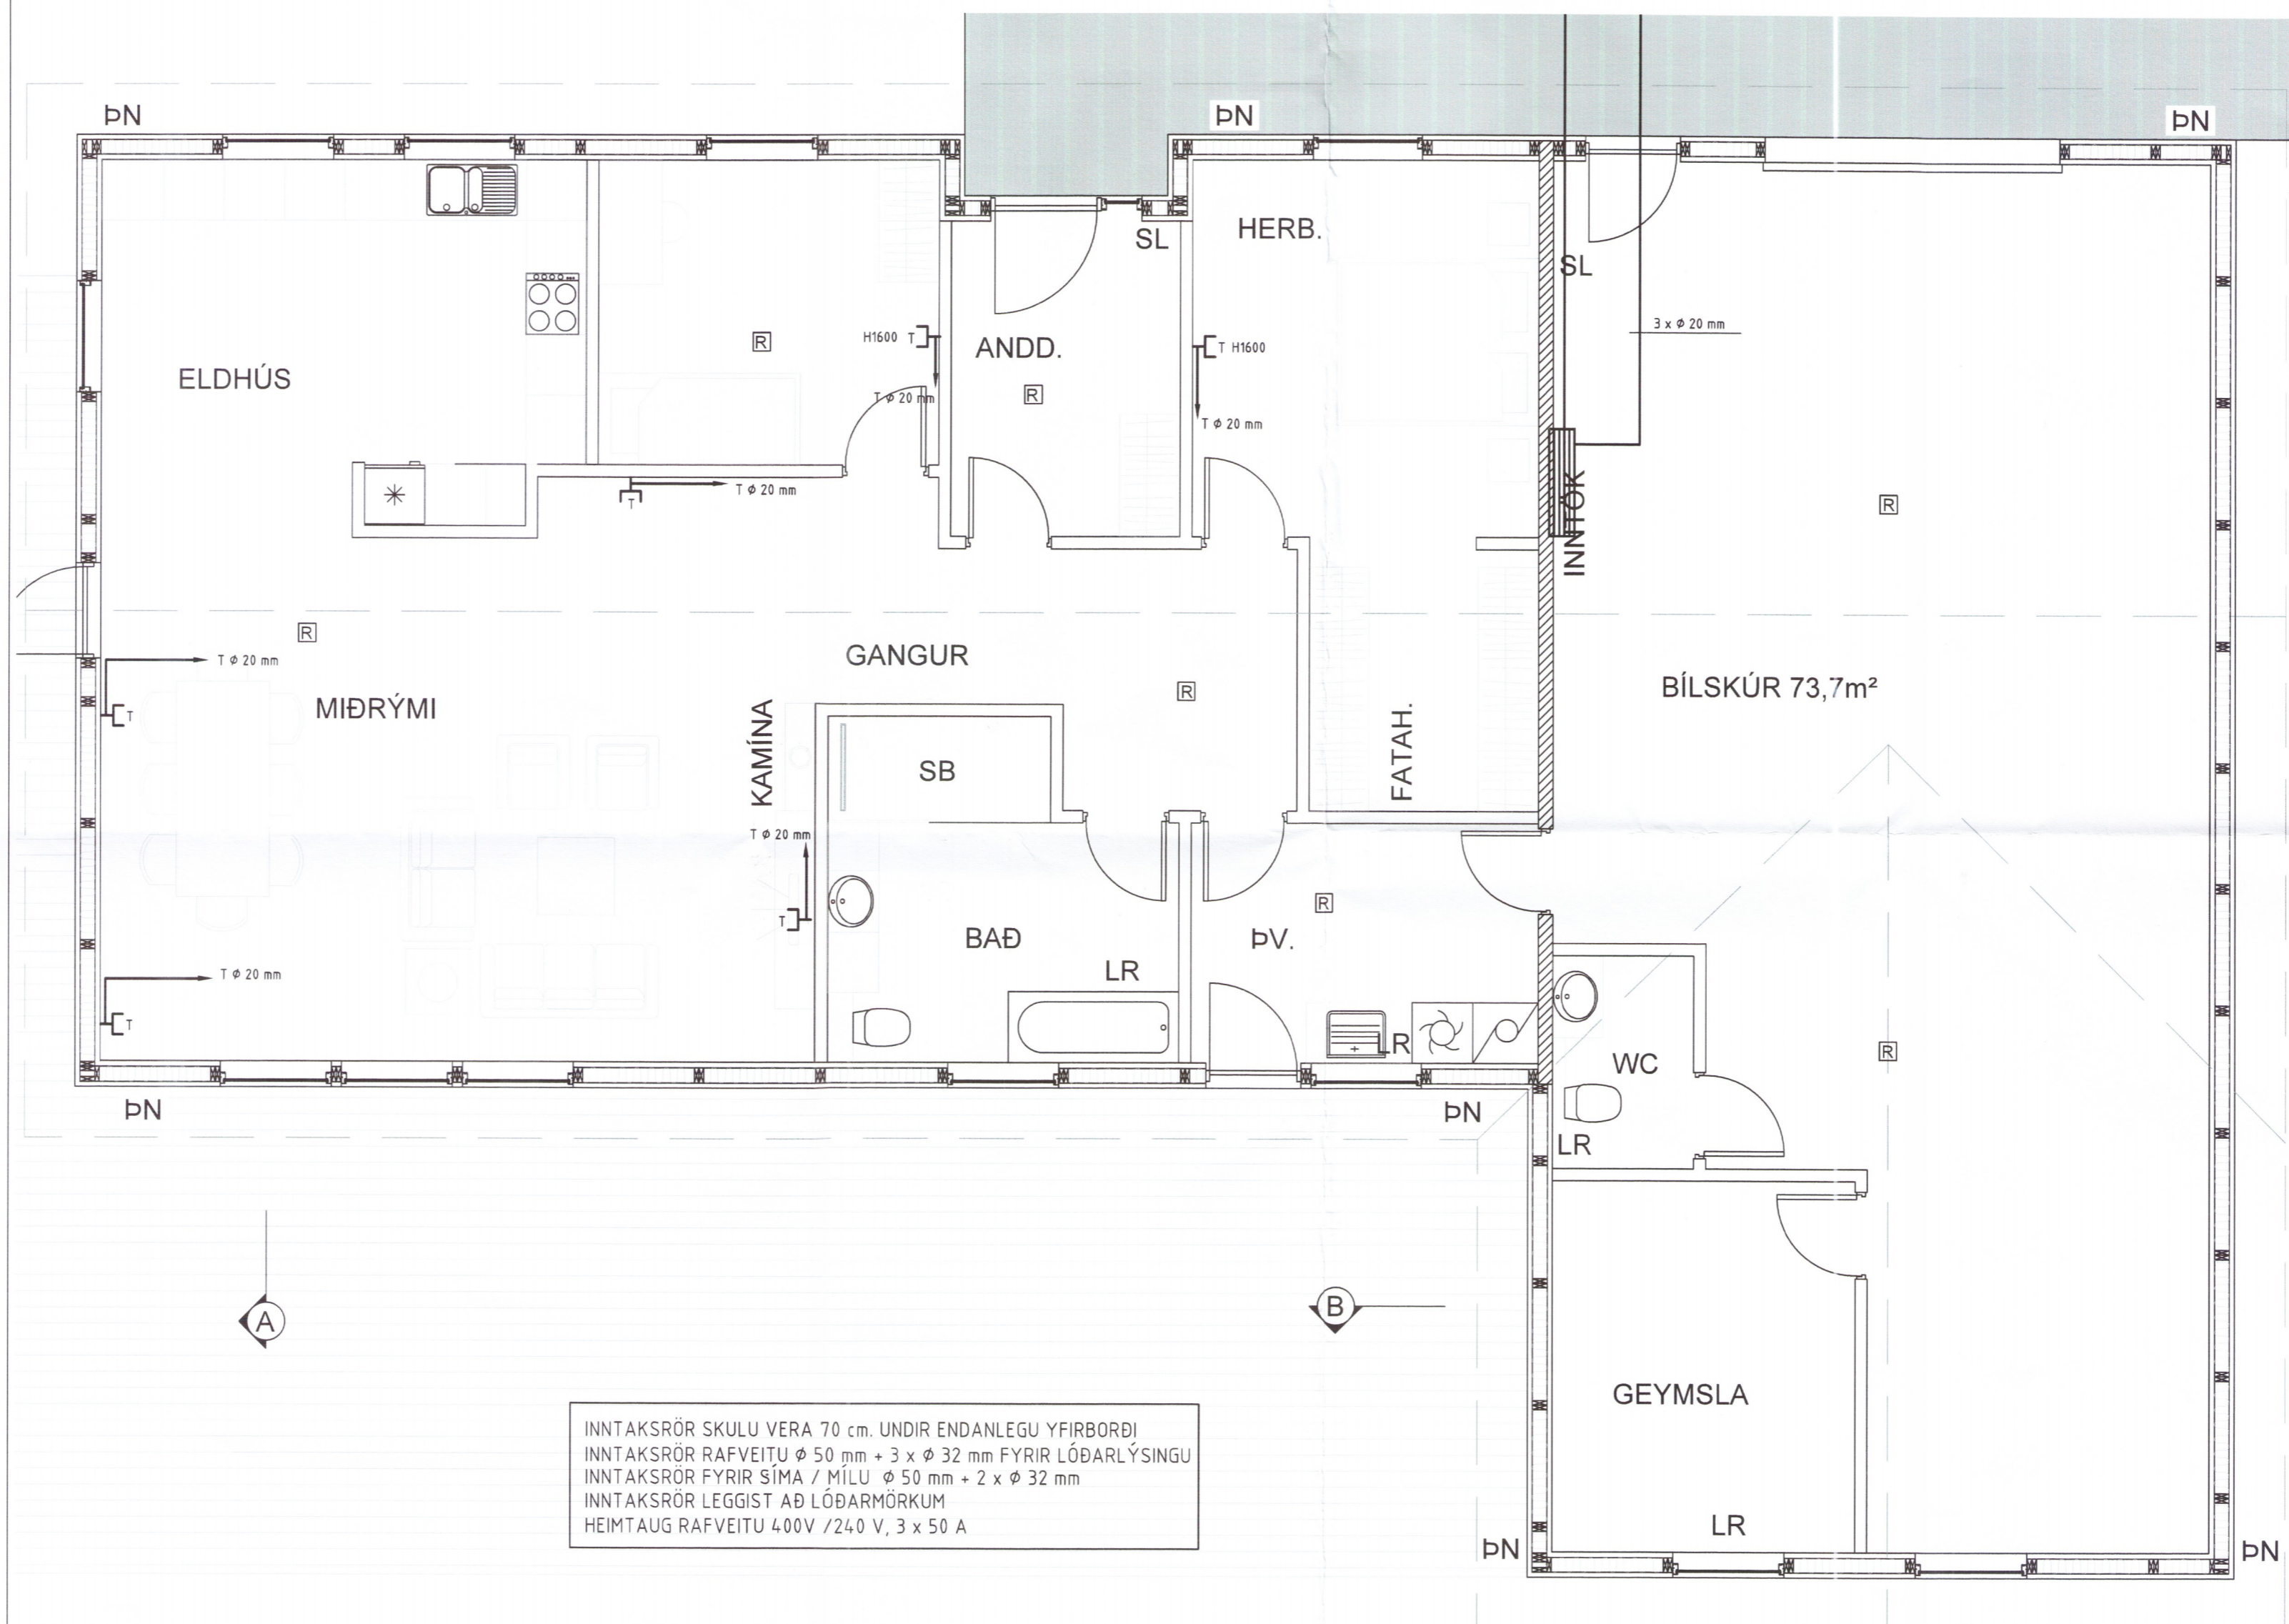 ÞN
ÞN
ÞN
SL
HERB.
SL
3 x ø 20 mm
H1600 T
ANDD.
T H1600
R
ELDHÚS
R
T ø 20 mm
T ø 20 mm
INNTÖK
T ø 20 mm
T
R
R
T ø 20 mm
GANGUR
R
BÍLSKÚR 73,7m²
MIÐRÝMI
T
KAMÍNA
FATAH.
SB
T ø 20 mm
T
R
BAÐ
ÞV.
LR
T ø 20 mm
T
LR
R
WC
ÞN
ÞN
LR
A
B
GEYMSLA
INNTAKSRÖR SKULU VERA 70 cm. UNDIR ENDANLEGU YFIRBORÐI
INNTAKSRÖR RAFVEITU ø 50 mm + 3 x ø 32 mm FYRIR LÓÐARLÝSINGU
INNTAKSRÖR FYRIR SÍMA / MÍLU ø 50 mm + 2 x ø 32 mm
INNTAKSRÖR LEGGIST AÐ LÓÐARMÖRKUM
HEIMTAUG RAFVEITU 400V /240 V, 3 x 50 A
LR
ÞN
ÞN